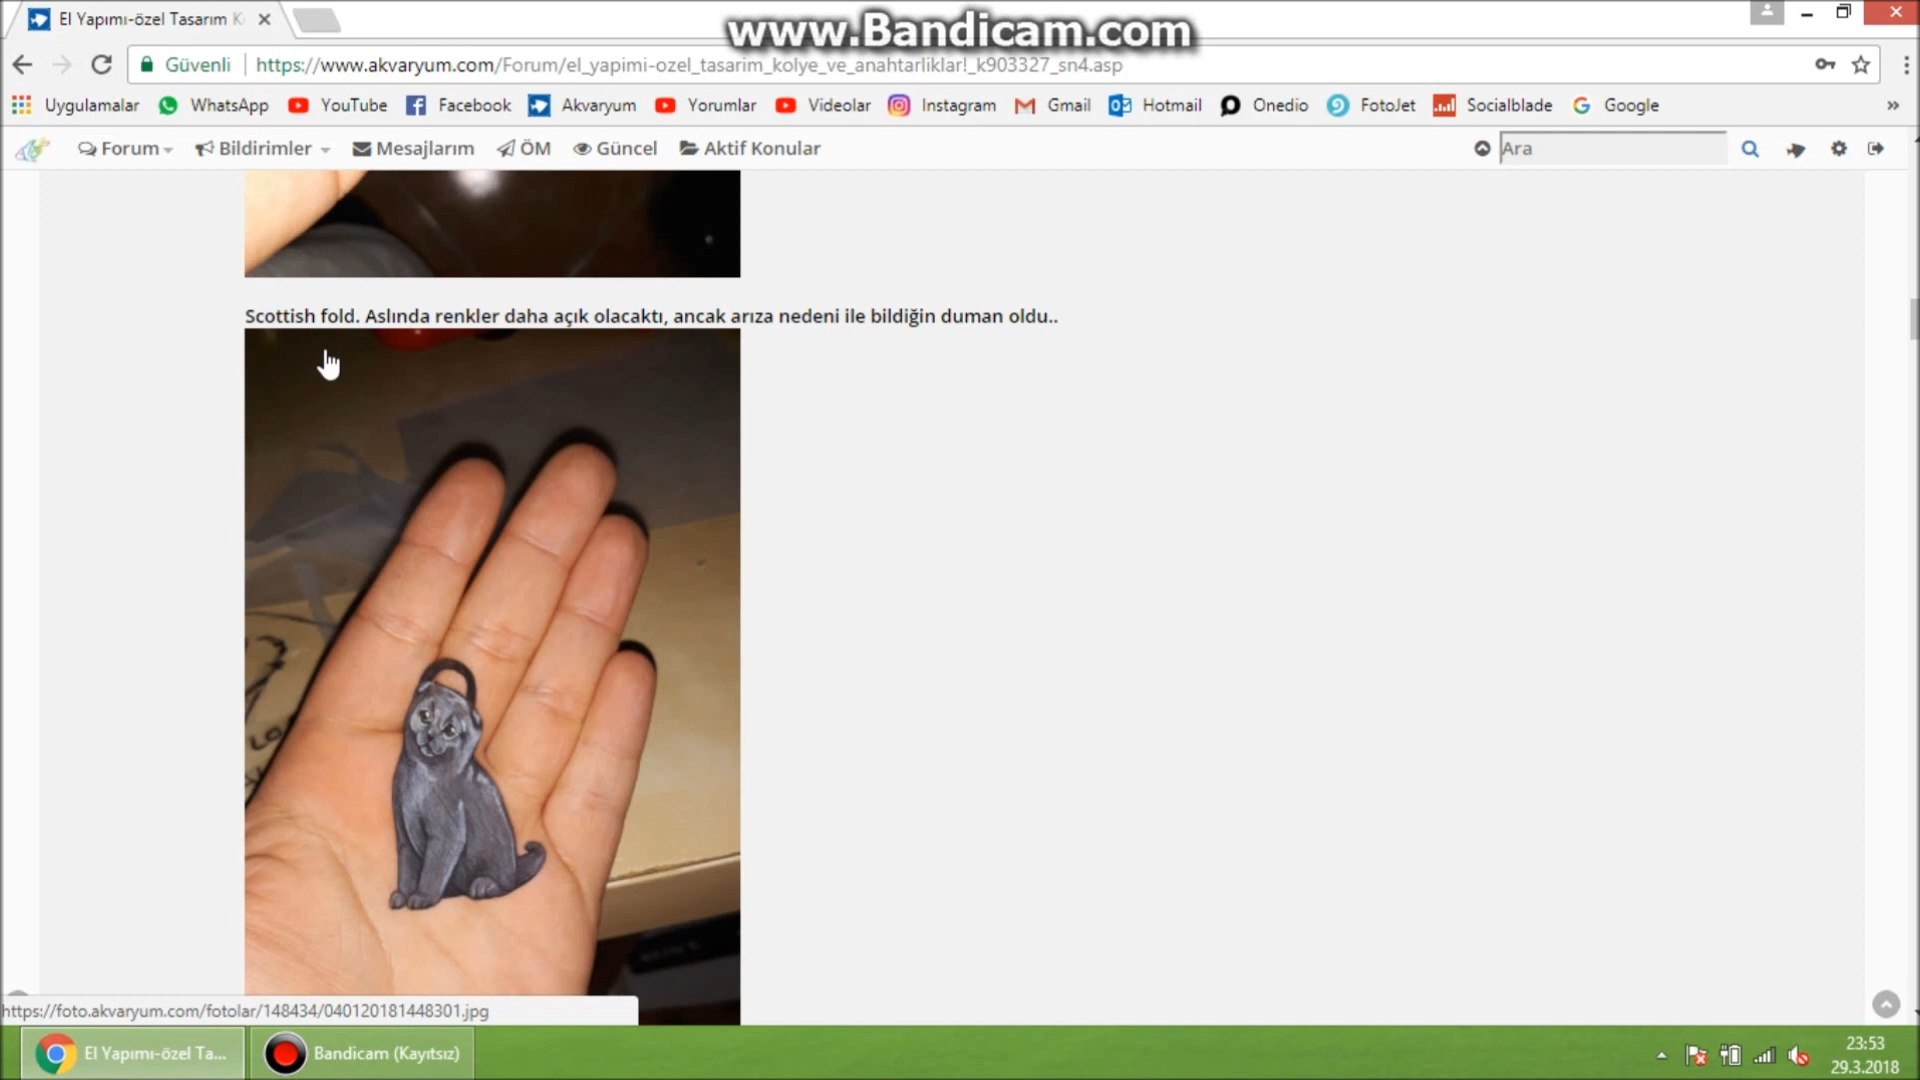 El Yapımı-özel Tasarım K
www.Bandicam.com
Güvenli
https://www.akvaryum.com/Forum/el_yapimi-ozel_tasarim_kolye_ve_anahtarliklar!_k903327_sn4.asp
Uygulamalar WhatsApp YouTube Facebook Akvaryum Yorumlar Videolar Instagram Gmail Hotmail Onedio FotoJet Socialblade Google »
Forum Bildirimler Mesajlarım ÖM Güncel Aktif Konular Ara
Scottish fold. Aslında renkler daha açık olacaktı, ancak arıza nedeni ile bildiğin duman oldu..
https://foto.akvaryum.com/fotolar/148434/040120181448301.jpg
El Yapımı-özel Ta... Bandicam (Kayıtsız)
23:53
29.3.2018